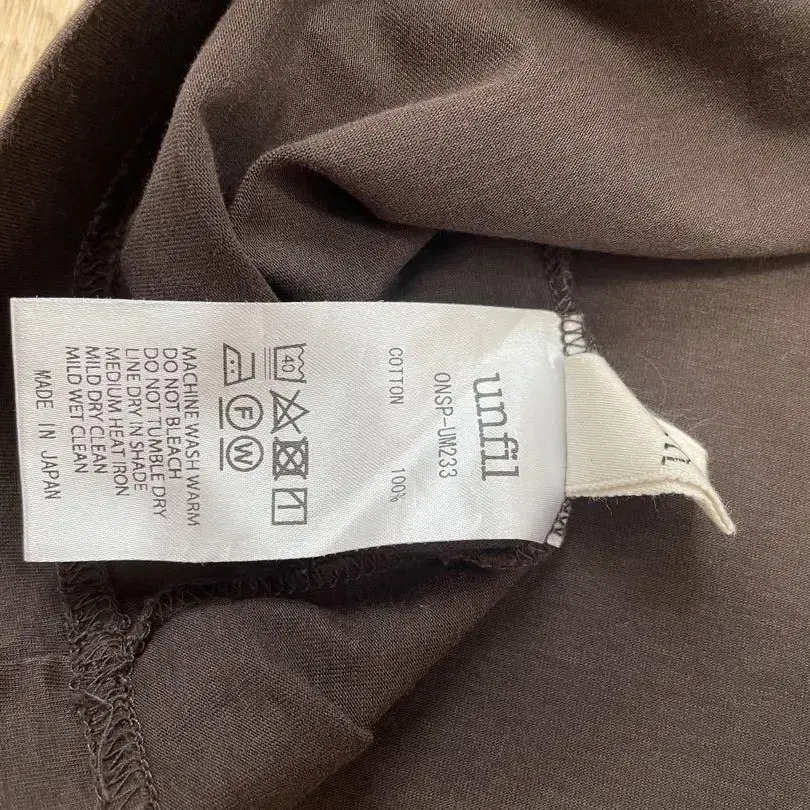 unfil
ONSP-UM233
COTTON 100%
40
F W
MACHINE WASH WARM
DO NOT BLEACH
DO NOT TUMBLE DRY
LINE DRY IN SHADE
MEDIUM HEAT IRON
MILD DRY CLEAN
MILD WET CLEAN
MADE IN JAPAN